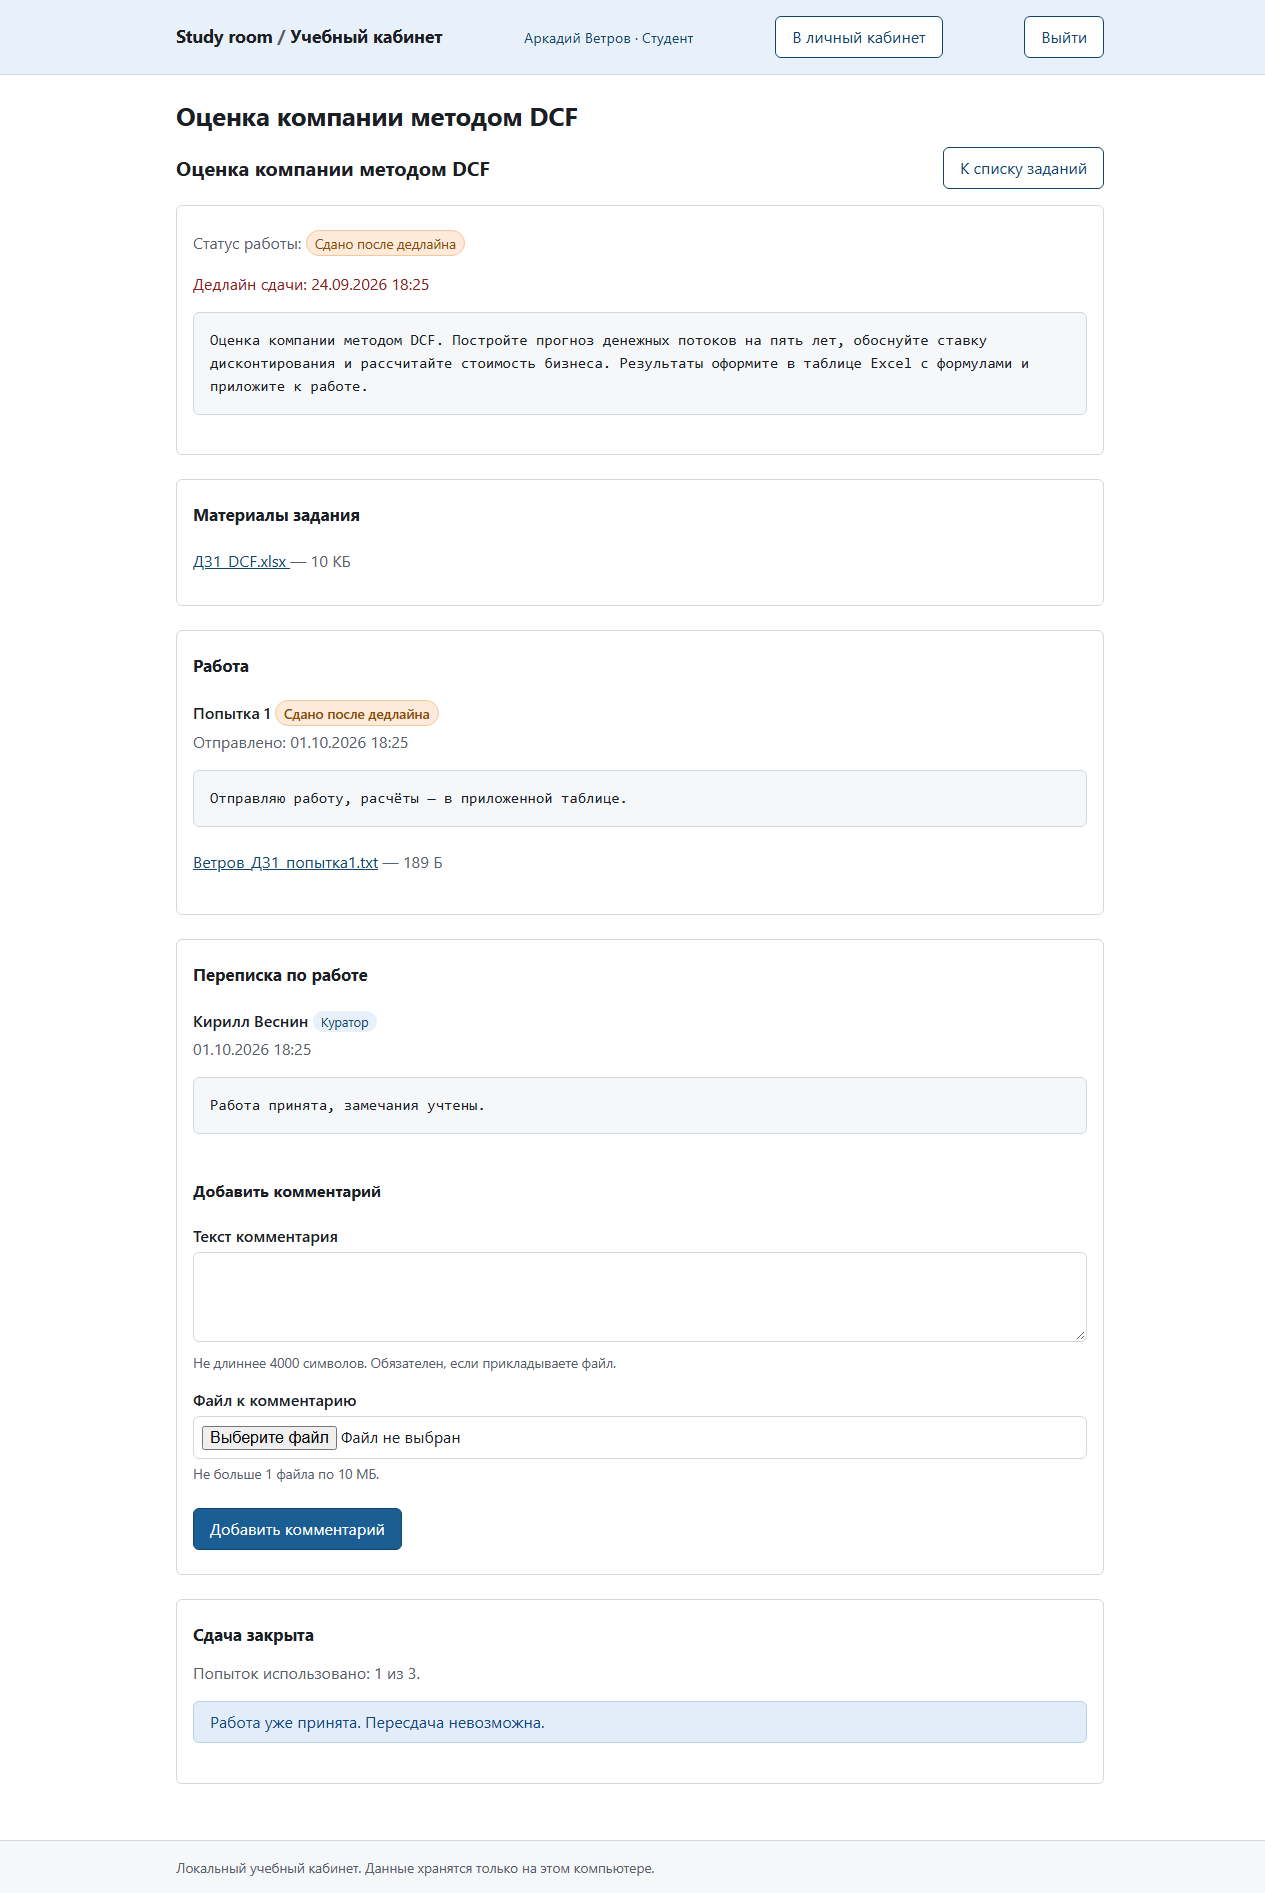 Study room / Учебный кабинет
Аркадий Ветров · Студент
В личный кабинет
Выйти
Оценка компании методом DCF
Оценка компании методом DCF
К списку заданий
Статус работы: Сдано после дедлайна
Дедлайн сдачи: 24.09.2026 18:25
Оценка компании методом DCF. Постройте прогноз денежных потоков на пять лет, обоснуйте ставку
дисконтирования и рассчитайте стоимость бизнеса. Результаты оформите в таблице Excel с формулами и
приложите к работе.
Материалы задания
ДЗ1_DCF.xlsx — 10 КБ
Работа
Попытка 1 Сдано после дедлайна
Отправлено: 01.10.2026 18:25
Отправляю работу, расчёты — в приложенной таблице.
Ветров_ДЗ1_попытка1.txt — 189 Б
Переписка по работе
Кирилл Веснин Куратор
01.10.2026 18:25
Работа принята, замечания учтены.
Добавить комментарий
Текст комментария
Не длиннее 4000 символов. Обязателен, если прикладываете файл.
Файл к комментарию
Выберите файл Файл не выбран
Не больше 1 файла по 10 МБ.
Добавить комментарий
Сдача закрыта
Попыток использовано: 1 из 3.
Работа уже принята. Пересдача невозможна.
Локальный учебный кабинет. Данные хранятся только на этом компьютере.